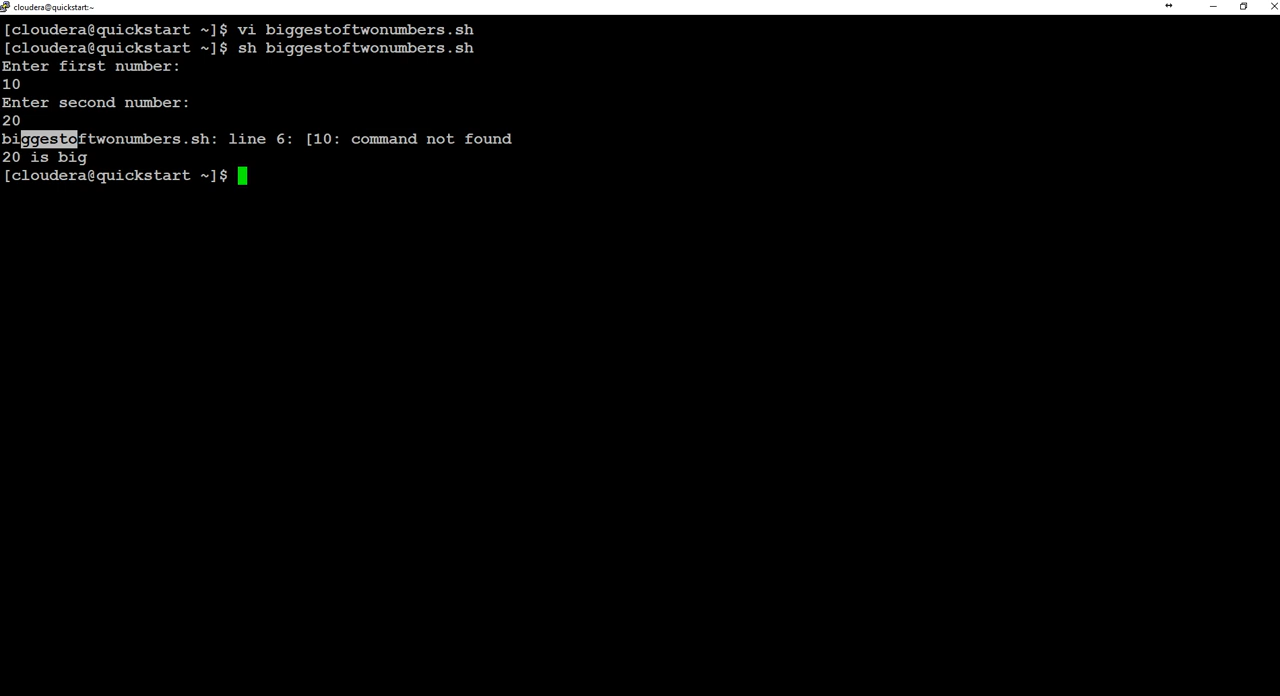 cloudera@quickstart:~
[cloudera@quickstart ~]$ vi biggestoftwonumbers.sh
[cloudera@quickstart ~]$ sh biggestoftwonumbers.sh
Enter first number:
10
Enter second number:
20
biggestoftwonumbers.sh: line 6: [10: command not found
20 is big
[cloudera@quickstart ~]$